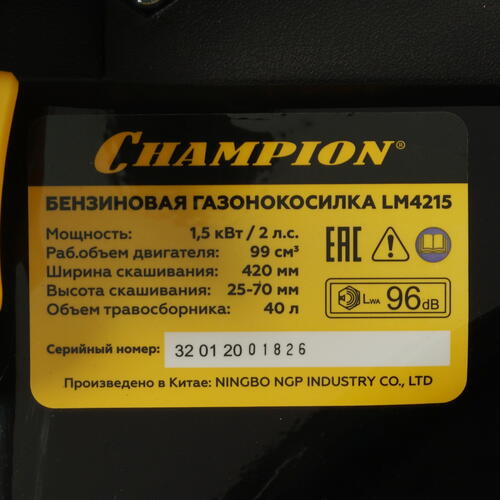 CHAMPION®
БЕНЗИНОВАЯ ГАЗОНОКОСИЛКА LM4215
Мощность: 1,5 кВт / 2 л.с.
Раб.объем двигателя: 99 см³
Ширина скашивания: 420 мм
Высота скашивания: 25-70 мм
Объем травосборника: 40 л
EAC
LWA 96dB
Серийный номер: 32 01 20 01826
Произведено в Китае: NINGBO NGP INDUSTRY CO., LTD